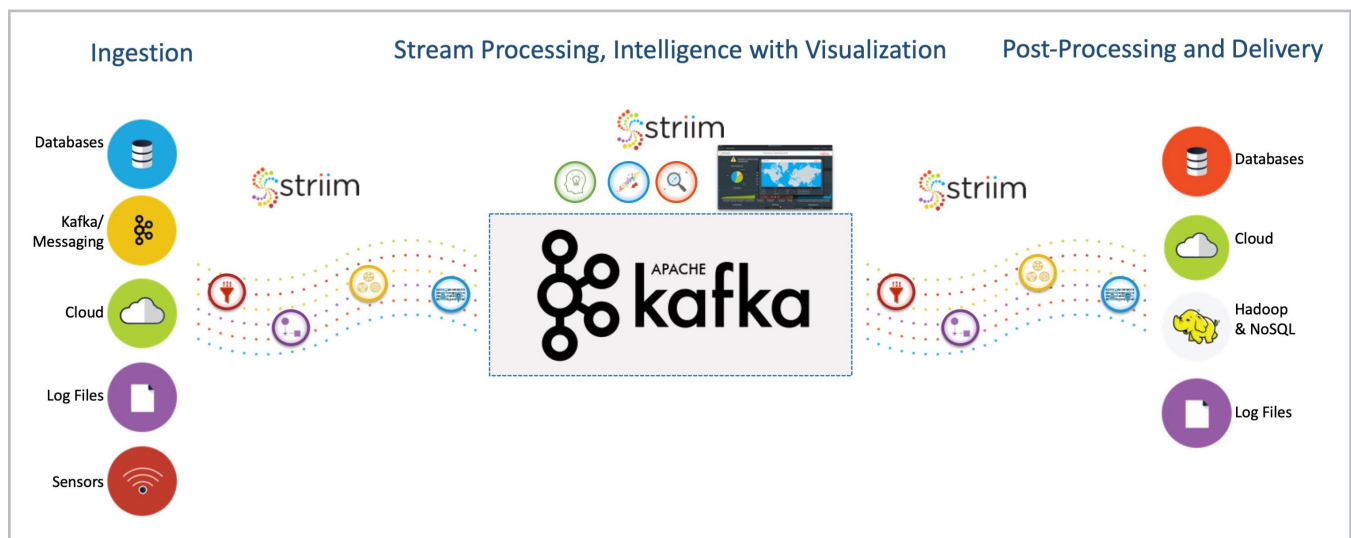 Ingestion
Stream Processing, Intelligence with Visualization
Post-Processing and Delivery
Databases
Kafka/
Messaging
Cloud
Log Files
Sensors
striim
striim
striim
APACHE
kafka
Databases
Cloud
Hadoop
& NoSQL
Log Files